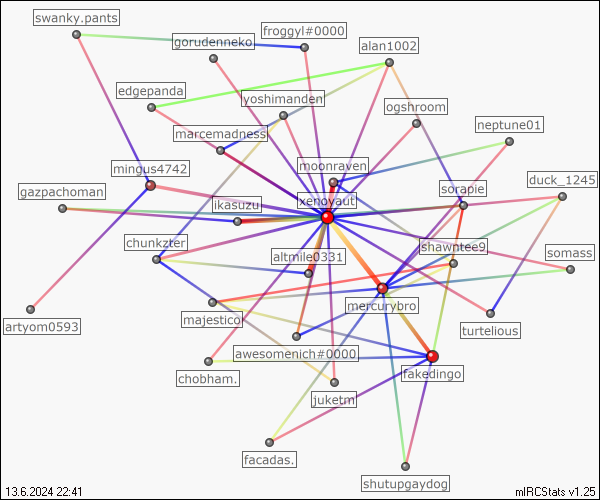 swanky.pants
froggyl#0000
gorudenneko
alan1002
edgepanda
yoshimanden
ogshroom
neptune01
marcemadness
moonraven
mingus4742
duck_1245
sorapie
gazpachoman
ikasuzu
xenoyaut
chunkzter
shawntee9
somass
altmile0331
mercurybro
majestico
artyom0593
turtelious
awesomenich#0000
fakedingo
chobham.
juketm
facadas.
shutupgaydog
13.6.2024 22:41
mIRCStats v1.25